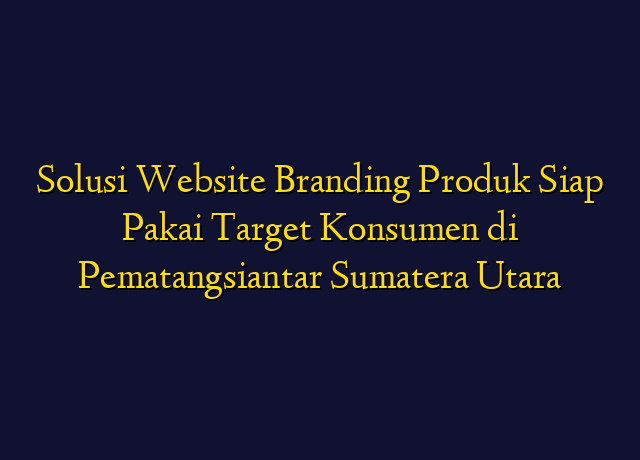 Solusi Website Branding Produk Siap
Pakai Target Konsumen di
Pematangsiantar Sumatera Utara